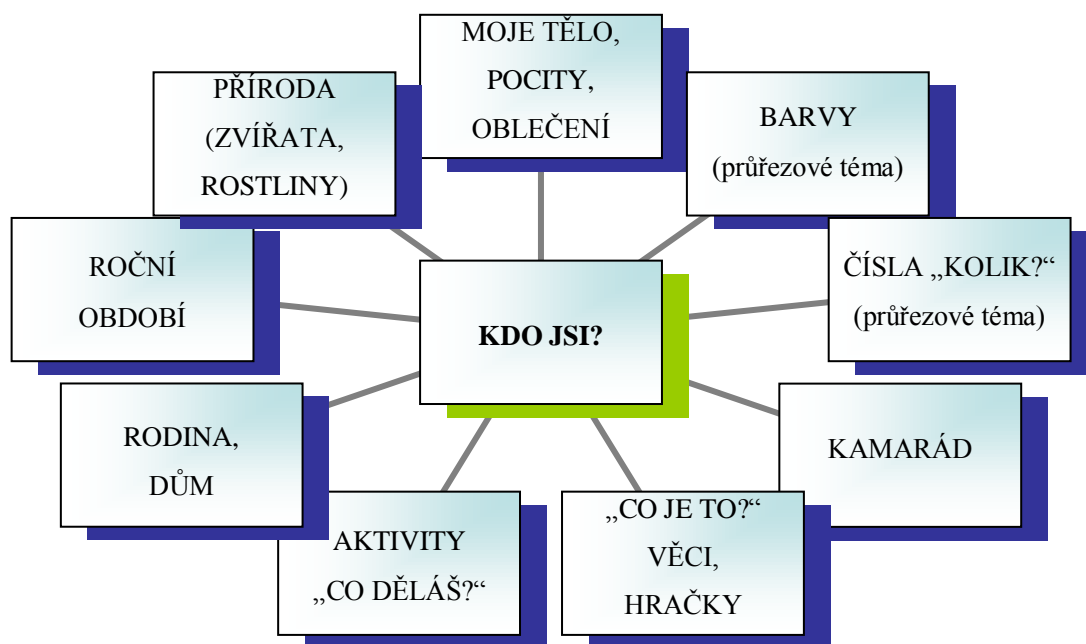 MOJE TĚLO,
POCITY,
OBLEČENÍ
BARVY
(průřezové téma)
ČÍSLA „KOLIK?“
(průřezové téma)
KAMARÁD
„CO JE TO?“
VĚCI,
HRAČKY
AKTIVITY
„CO DĚLÁŠ?“
RODINA,
DŮM
ROČNÍ
OBDOBÍ
PŘÍRODA
(ZVÍŘATA,
ROSTLINY)
KDO JSI?